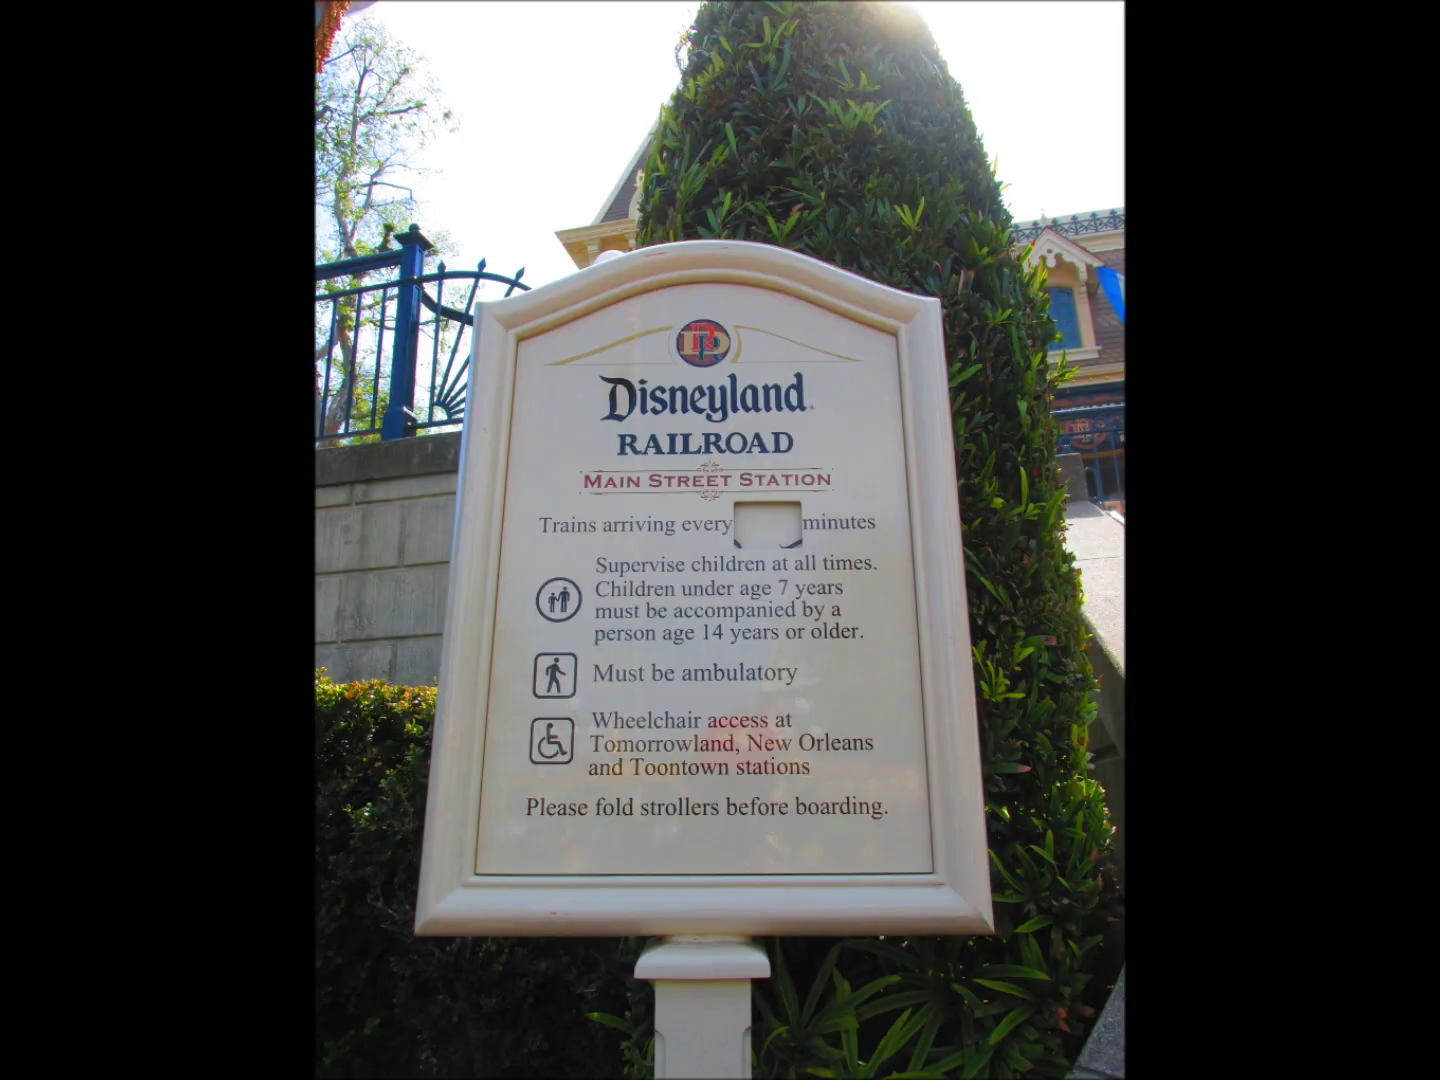 DRR
Disneyland
RAILROAD
MAIN STREET STATION
Trains arriving every minutes
Supervise children at all times.
Children under age 7 years
must be accompanied by a
person age 14 years or older.
Must be ambulatory
Wheelchair access at
Tomorrowland, New Orleans
and Toontown stations
Please fold strollers before boarding.